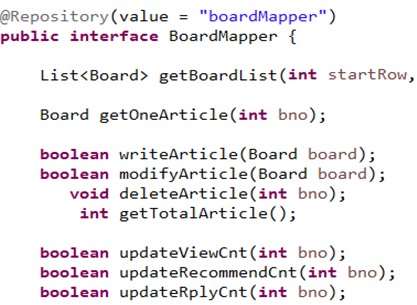 @Repository(value = "boardMapper")
public interface BoardMapper {
List<Board> getBoardList(int startRow,
Board getOneArticle(int bno);
boolean writeArticle(Board board);
boolean modifyArticle(Board board);
void deleteArticle(int bno);
int getTotalArticle();
boolean updateViewCnt(int bno);
boolean updateRecommendCnt(int bno);
boolean updateRplyCnt(int bno);